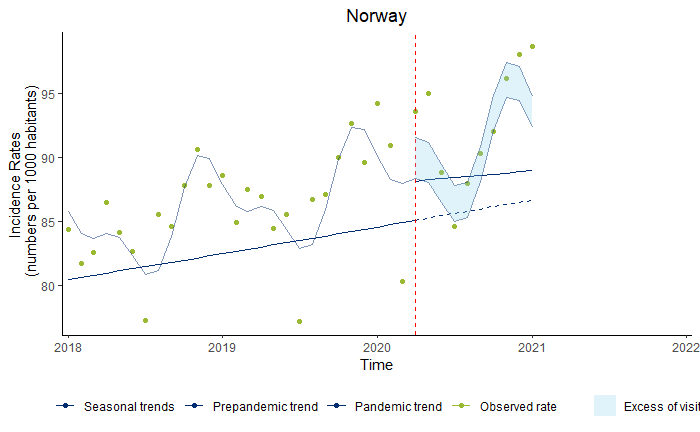 Norway
Incidence Rates
(numbers per 1000 habitants)
95
90
85
80
2018 2019 2020 2021 2022
Time
Seasonal trends Prepandemic trend Pandemic trend Observed rate Excess of visit